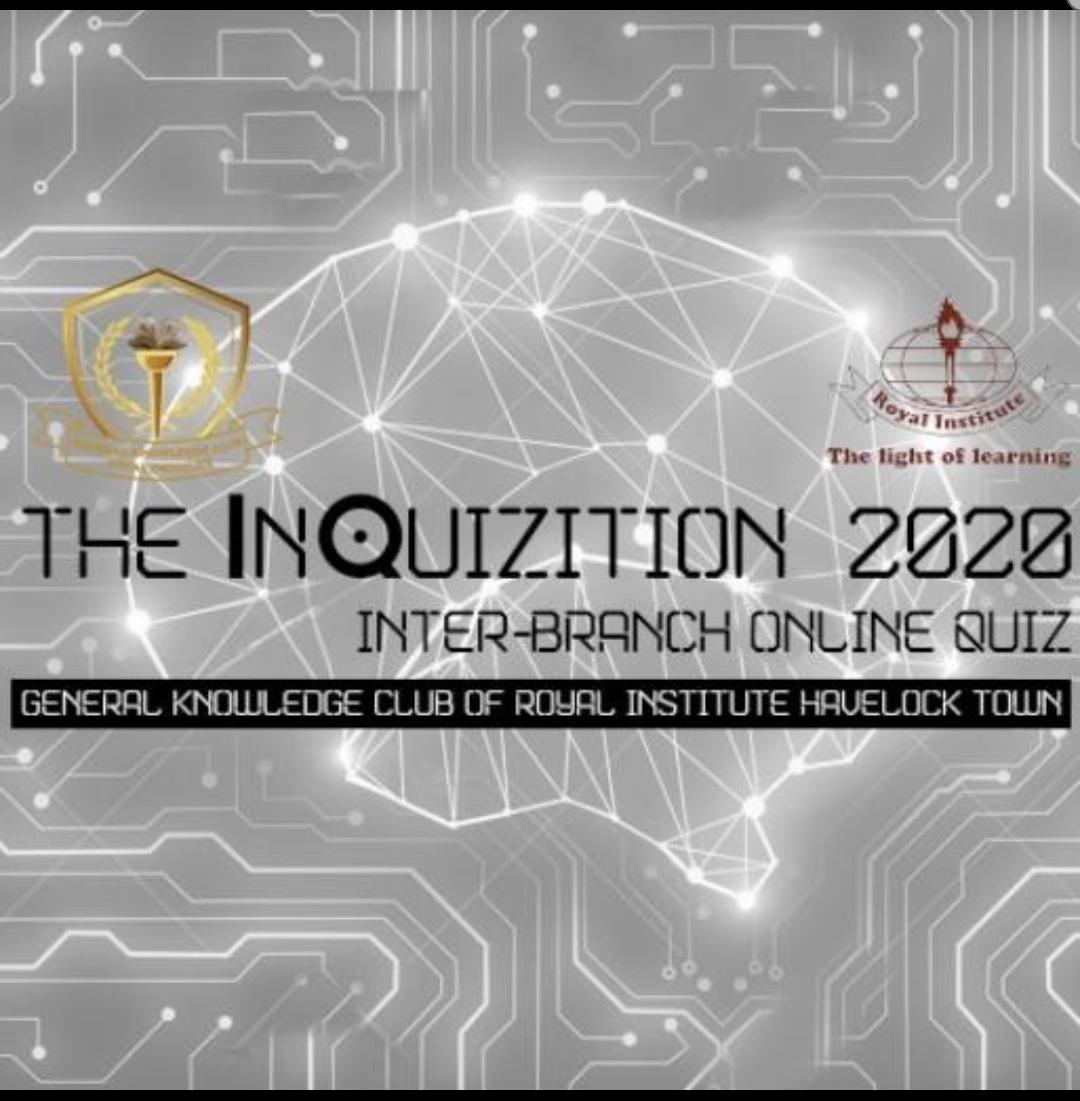 Royal Institute
The light of learning
THE INQUIZITION 2020
INTER-BRANCH ONLINE QUIZ
GENERAL KNOWLEDGE CLUB OF ROYAL INSTITUTE HAVELOCK TOWN